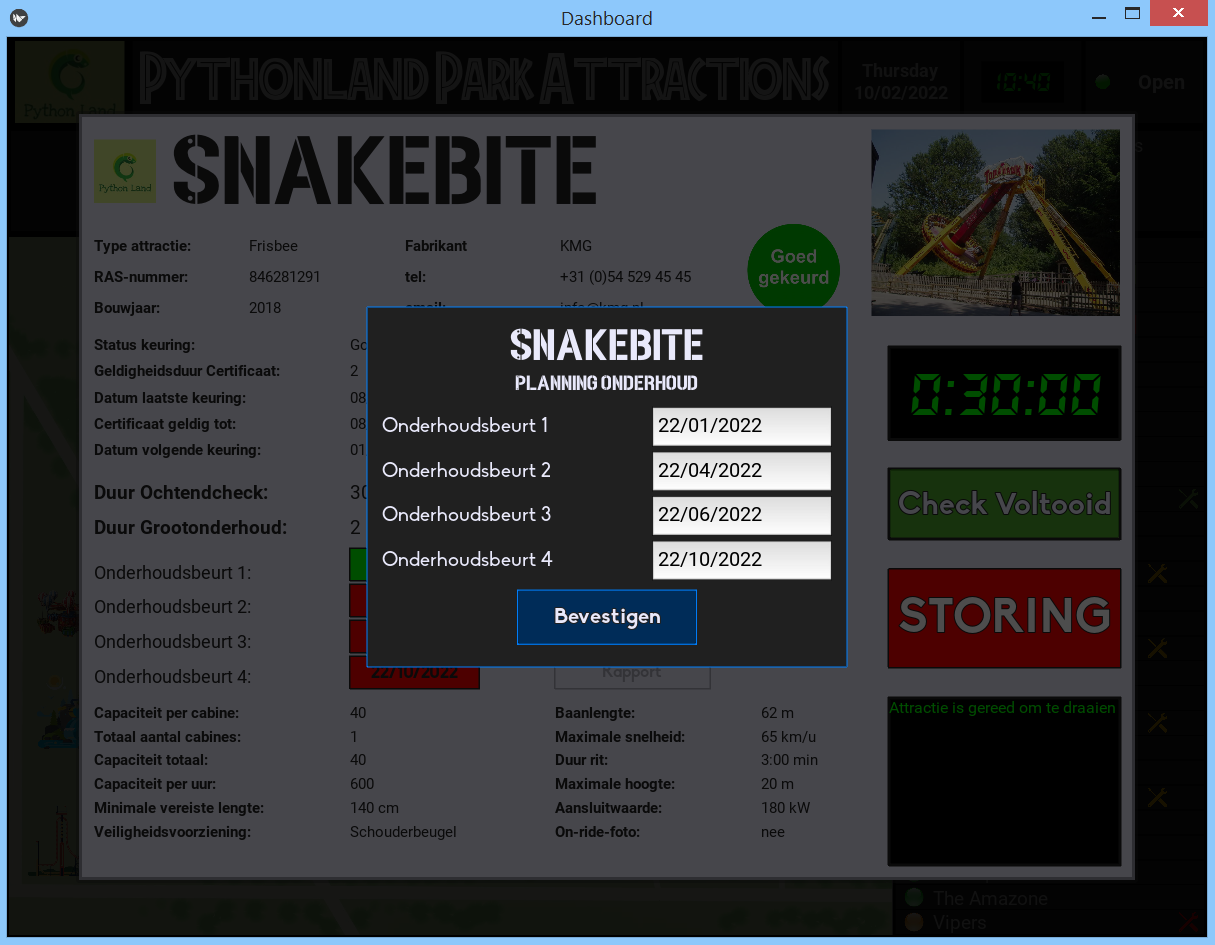 Dashboard
Python Land
PYTHONLAND PARK ATTRACTIONS
Thursday
10/02/2022
10:40
Open
Python Land
SNAKEBITE
Type attractie: Frisbee Fabrikant KMG
RAS-nummer: 846281291 tel: +31 (0)54 529 45 45
Bouwjaar: 2018
Goed
gekeurd
Status keuring:
Geldigheidsduur Certificaat: 2
Datum laatste keuring: 08
Certificaat geldig tot: 08
Datum volgende keuring: 01
Duur Ochtendcheck: 30
Duur Grootonderhoud: 2
Onderhoudsbeurt 1:
Onderhoudsbeurt 2:
Onderhoudsbeurt 3:
Onderhoudsbeurt 4: 22/10/2022 Rapport
SNAKEBITE
PLANNING ONDERHOUD
Onderhoudsbeurt 1 22/01/2022
Onderhoudsbeurt 2 22/04/2022
Onderhoudsbeurt 3 22/06/2022
Onderhoudsbeurt 4 22/10/2022
Bevestigen
Capaciteit per cabine: 40 Baanlengte: 62 m
Totaal aantal cabines: 1 Maximale snelheid: 65 km/u
Capaciteit totaal: 40 Duur rit: 3:00 min
Capaciteit per uur: 600 Maximale hoogte: 20 m
Minimale vereiste lengte: 140 cm Aansluitwaarde: 180 kW
Veiligheidsvoorziening: Schouderbeugel On-ride-foto: nee
0:30:00
Check Voltooid
STORING
Attractie is gereed om te draaien
The Amazone
Vipers